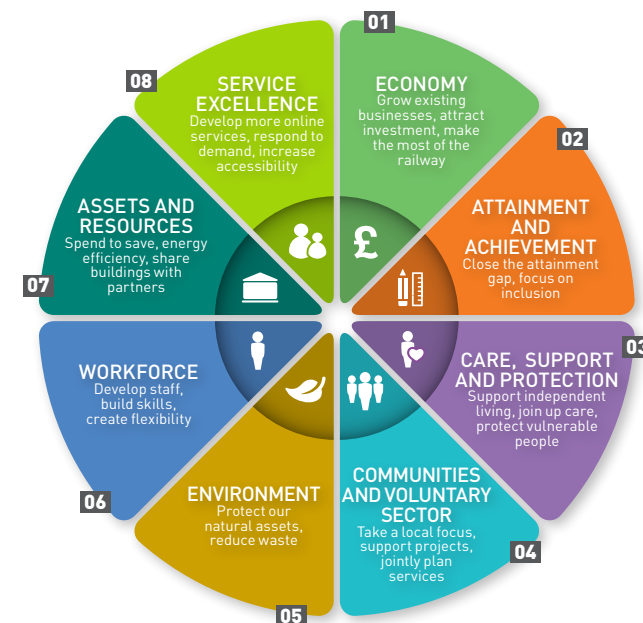 01
ECONOMY
Grow existing
businesses, attract
investment, make
the most of the
railway
£
02
ATTAINMENT
AND
ACHIEVEMENT
Close the attainment
gap, focus on
inclusion
03
CARE, SUPPORT
AND PROTECTION
Support independent
living, join up care,
protect vulnerable
people
04
COMMUNITIES
AND VOLUNTARY
SECTOR
Take a local focus,
support projects,
jointly plan
services
05
ENVIRONMENT
Protect our
natural assets,
reduce waste
06
WORKFORCE
Develop staff,
build skills,
create flexibility
07
ASSETS AND
RESOURCES
Spend to save, energy
efficiency, share
buildings with
partners
08
SERVICE
EXCELLENCE
Develop more online
services, respond to
demand, increase
accessibility